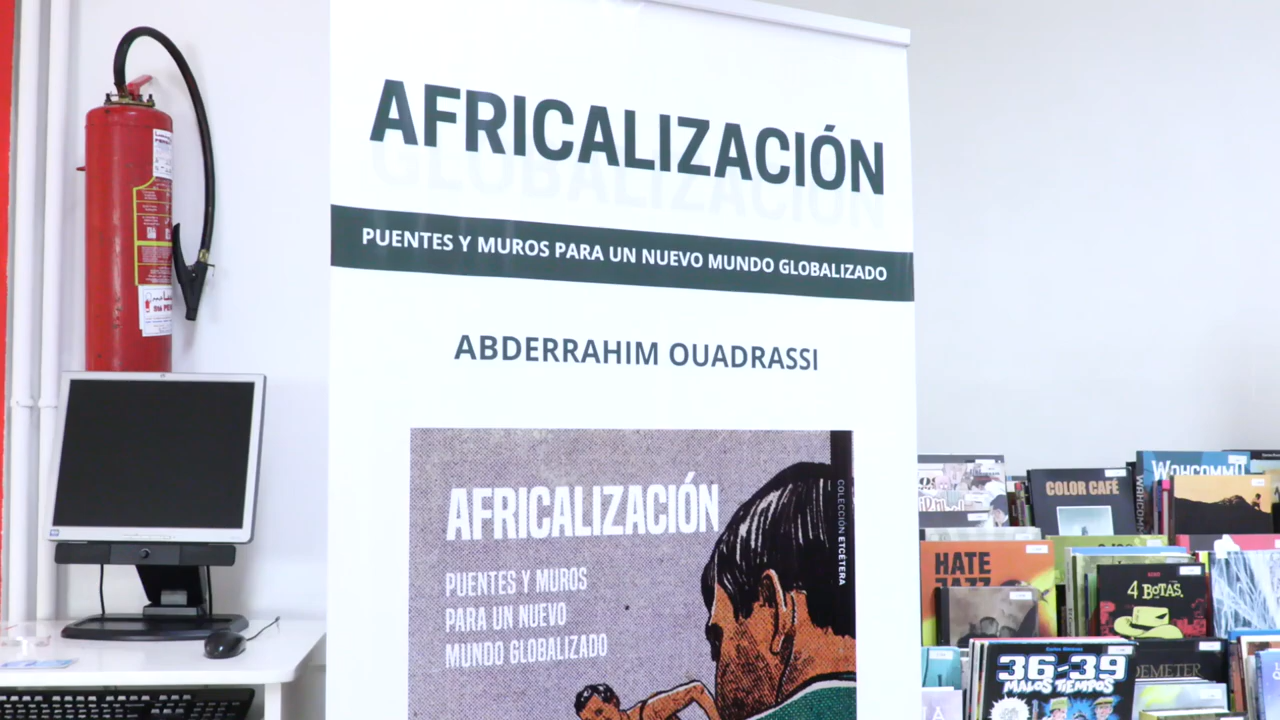 AFRICALIZACIÓN
GLOBALIZACIÓN
PUENTES Y MUROS PARA UN NUEVO MUNDO GLOBALIZADO
ABDERRAHIM OUADRASSI
AFRICALIZACIÓN
PUENTES Y MUROS
PARA UN NUEVO
MUNDO GLOBALIZADO
COLECCIÓN ETCÉTERA
COLOR CAFÉ
HATE
JAZZ
4 BOTAS
36-39
MALOS TIEMPOS